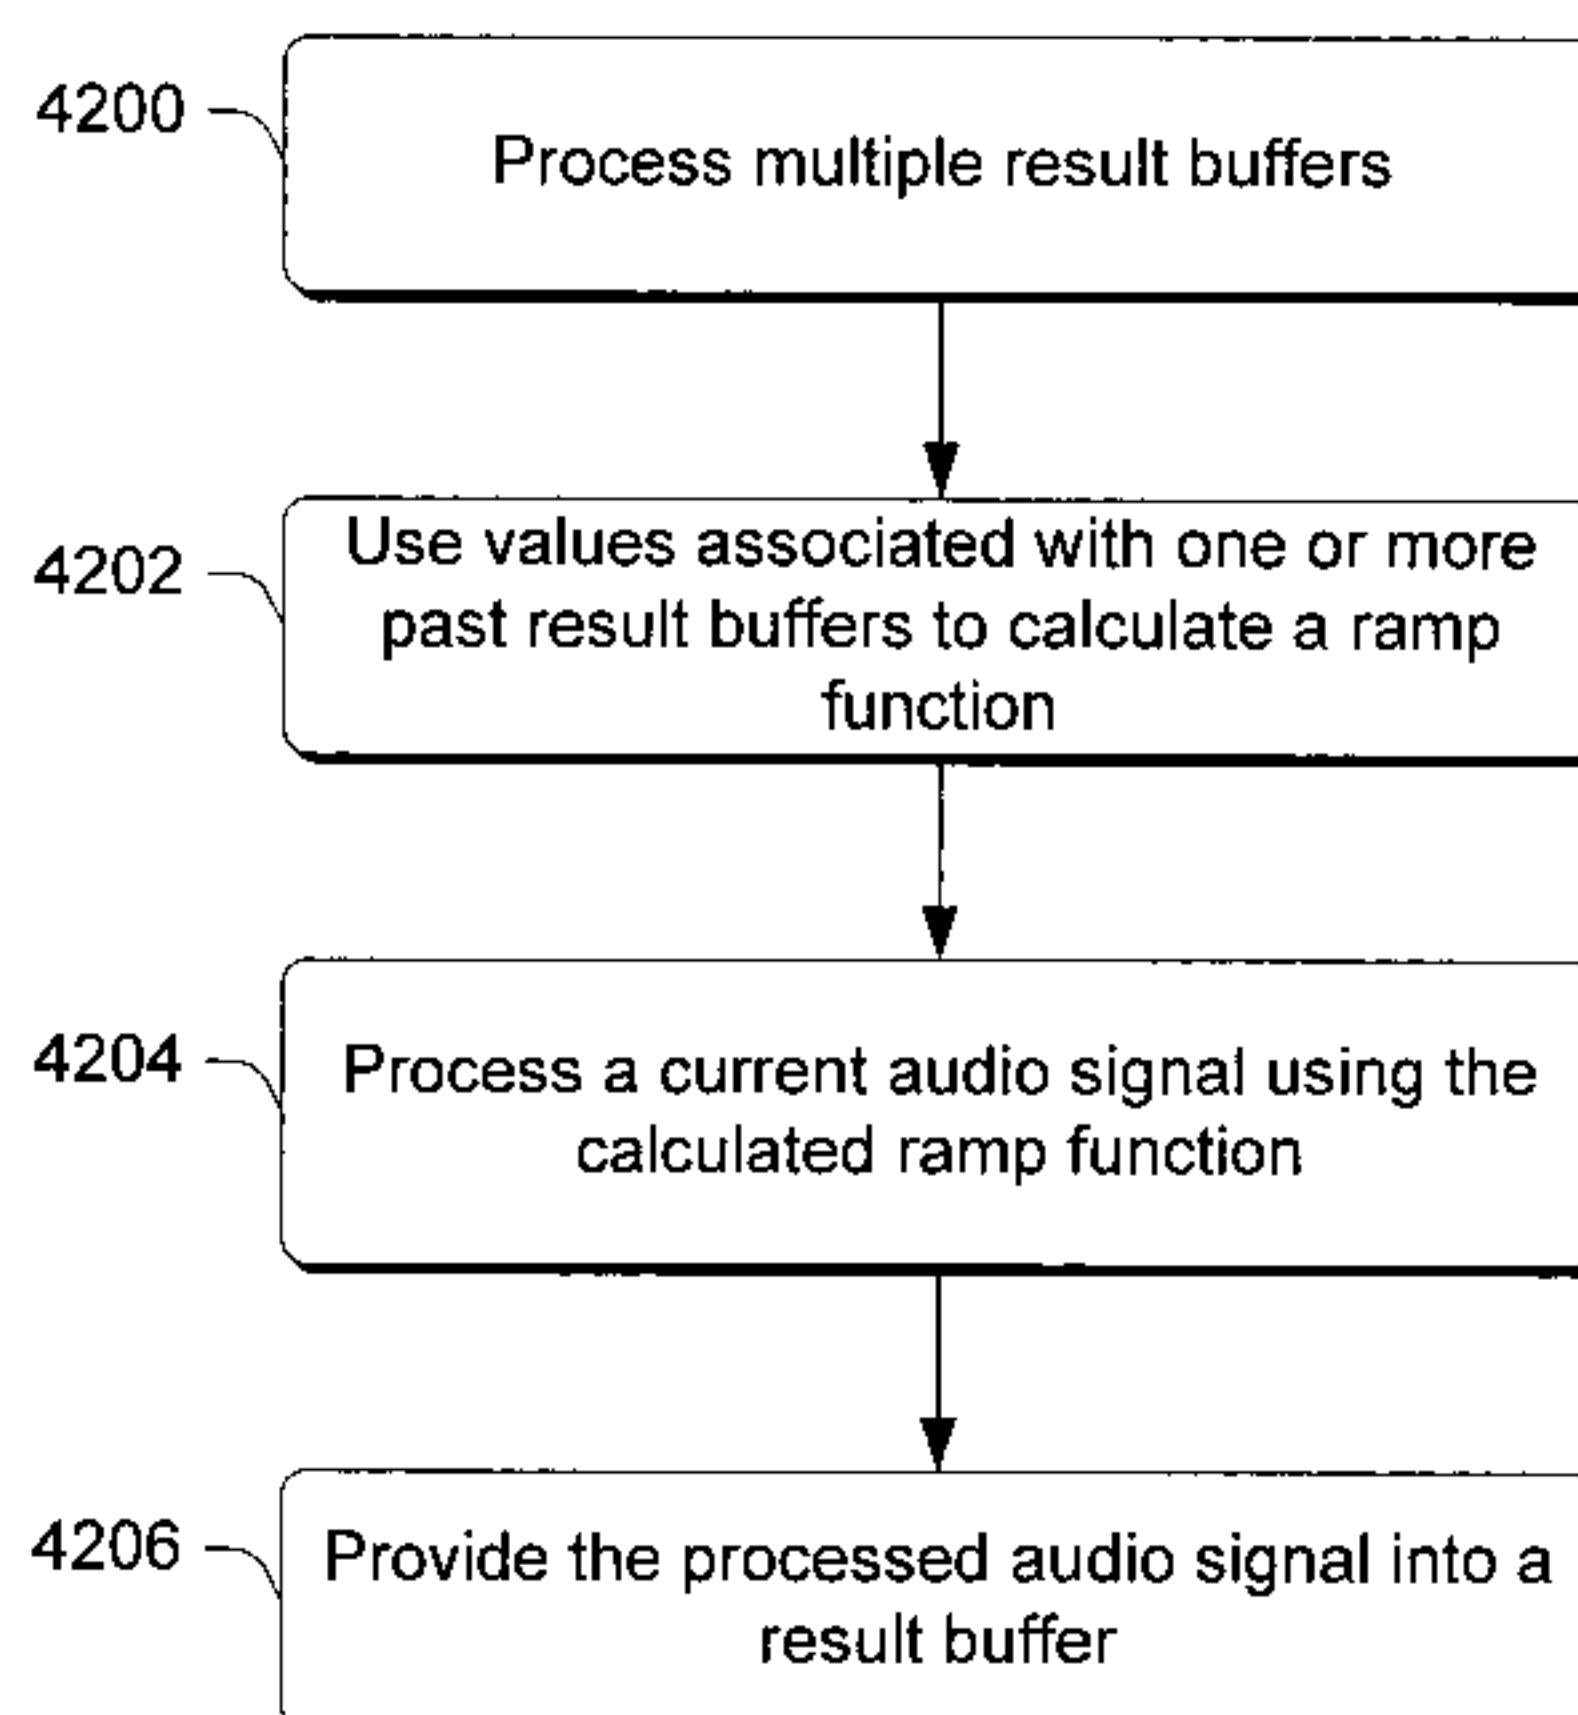 4200
Process multiple result buffers
4202
Use values associated with one or more
past result buffers to calculate a ramp
function
4204
Process a current audio signal using the
calculated ramp function
4206
Provide the processed audio signal into a
result buffer